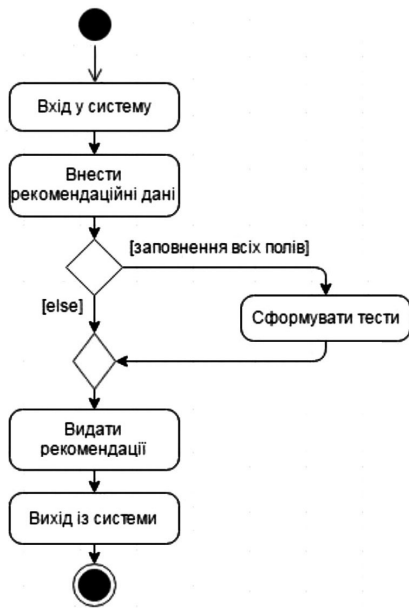 Вхід у систему
Внести
рекомендаційні дані
[заповнення всіх полів]
[else]
Сформувати тести
Видати
рекомендації
Вихід із системи